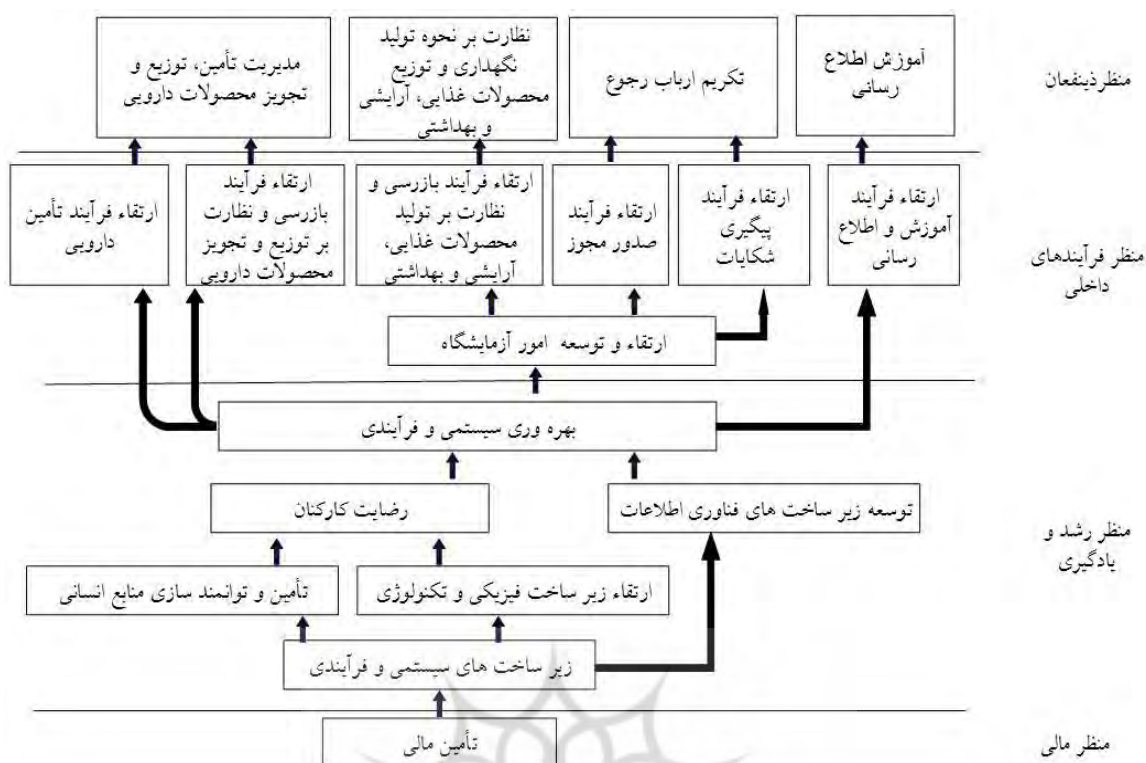 منظرذینفعان
آموزش اطلاع
رسانی
تکریم ارباب رجوع
نظارت بر نحوه تولید
نگهداری و توزیع
محصولات غذایی، آرایشی
و بهداشتی
مدیریت تأمین، توزیع و
تجویز محصولات دارویی
منظر فرآیندهای
داخلی
ارتقاء فرآیند
آموزش و اطلاع
رسانی
ارتقاء فرآیند
پیگیری
شکایات
ارتقاء فرآیند
صدور مجوز
ارتقاء فرآیند بازرسی و
نظارت بر تولید
محصولات غذایی،
آرایشی و بهداشتی
ارتقاء فرآیند
بازرسی و نظارت
بر توزیع و تجویز
محصولات دارویی
ارتقاء فرآیند تأمین
دارویی
ارتقاء و توسعه امور آزمایشگاه
بهره وری سیستمی و فرآیندی
منظر رشد و
یادگیری
توسعه زیر ساخت های فناوری اطلاعات
رضایت کارکنان
ارتقاء زیر ساخت فیزیکی و تکنولوژی
تأمین و توانمند سازی منابع انسانی
زیر ساخت های سیستمی و فرآیندی
منظر مالی
تأمین مالی